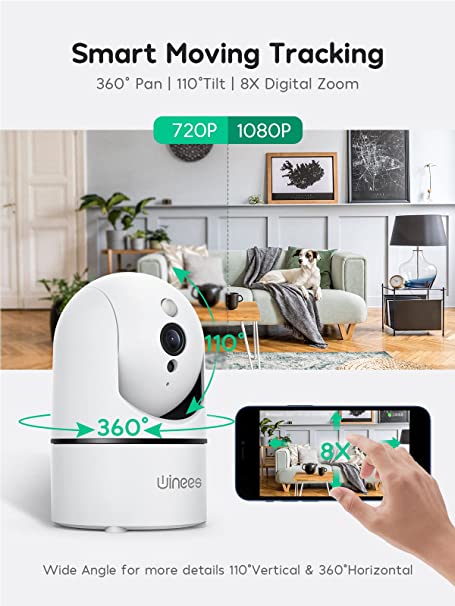 Smart Moving Tracking
360° Pan | 110°Tilt | 8X Digital Zoom
720P 1080P
110°
360°
8X
Winees
Wide Angle for more details 110°Vertical & 360°Horizontal